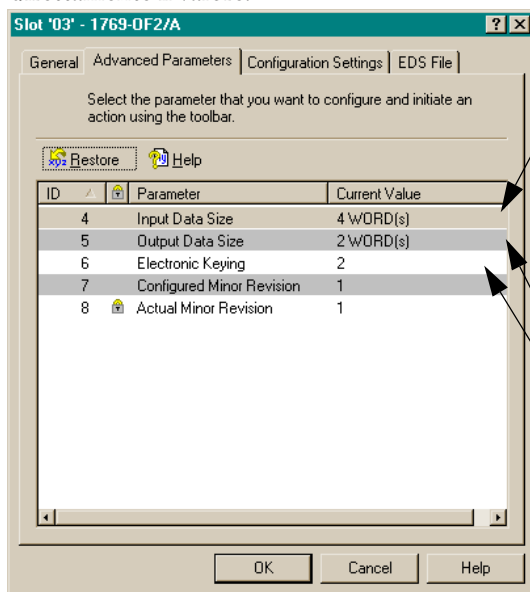 Slot '03' - 1769-OF2/A
General Advanced Parameters Configuration Settings EDS File
Select the parameter that you want to configure and initiate an
action using the toolbar.
Restore Help
ID Parameter Current Value
4 Input Data Size 4 WORD(s)
5 Output Data Size 2 WORD(s)
6 Electronic Keying 2
7 Configured Minor Revision 1
8 Actual Minor Revision 1
OK Cancel Help